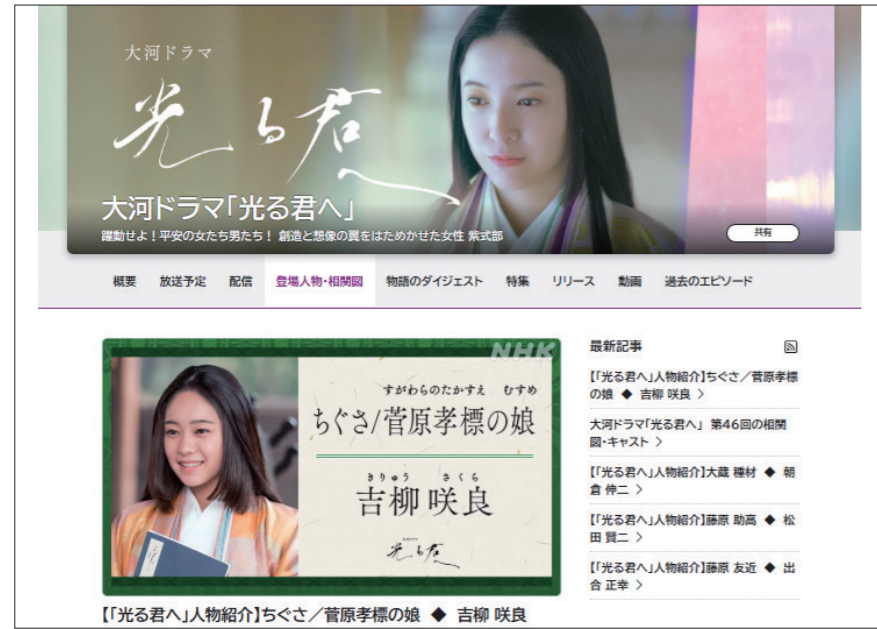 大河ドラマ
光る君へ
大河ドラマ「光る君へ」
躍動せよ！平安の女たち男たち！ 創造と想像の翼をはためかせた女性 紫式部
共有
概要 放送予定 配信 登場人物・相関図 物語のダイジェスト 特集 リリース 動画 過去のエピソード
NHK
すがわらのたかすえ むすめ
ちぐさ/菅原孝標の娘
きりゅう さくら
吉柳 咲良
光る君へ
【「光る君へ」人物紹介】ちぐさ／菅原孝標の娘 ◆ 吉柳 咲良
最新記事
【「光る君へ」人物紹介】ちぐさ／菅原孝標
の娘 ◆ 吉柳 咲良 〉
大河ドラマ「光る君へ」 第46回の相関
図・キャスト 〉
【「光る君へ」人物紹介】大蔵 種材 ◆ 朝
倉 伸二 〉
【「光る君へ」人物紹介】藤原 助高 ◆ 松
田 賢二 〉
【「光る君へ」人物紹介】藤原 友近 ◆ 出
合 正幸 〉